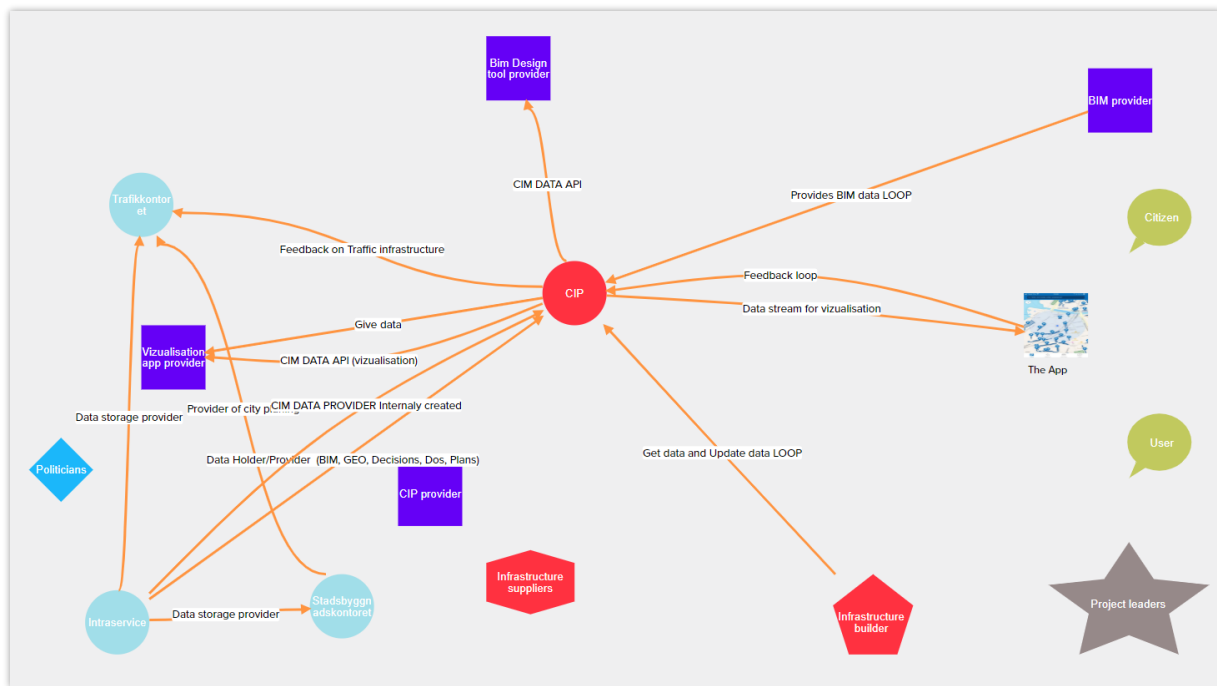 Bim Design
tool provider
BIM provider
CIM DATA API
Provides BIM data LOOP
Trafikkontor
et
Citizen
Feedback on Traffic infrastructure
Feedback loop
CIP
Data stream for vizualisation
Give data
Vizualisation
app provider
CIM DATA API (vizualisation)
The App
Data storage provider
Provider of city
CIM DATA PROVIDER Internaly created
User
Get data and Update data LOOP
Data Holder/Provider (BIM, GEO, Decisions, Dos, Plans)
Politicians
CIP provider
Infrastructure
suppliers
Stadsbyggn
adskontoret
Project leaders
Data storage provider
Intraservice
Infrastructure
builder